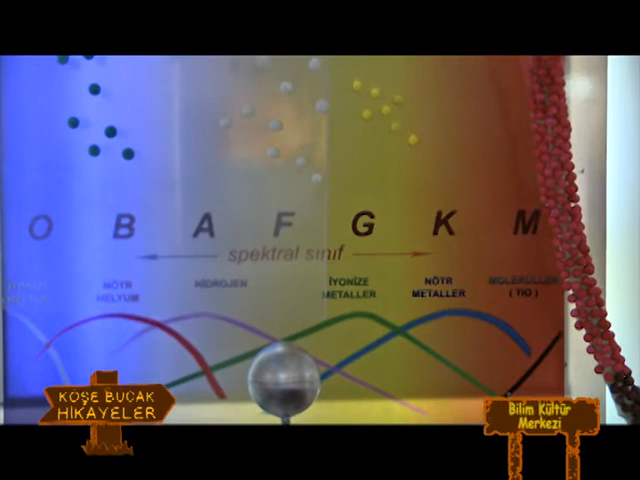 O B A F G K M
spektral sınıf
NÖTR
HELYUM
HİDROJEN
İYONİZE
METALLER
NÖTR
METALLER
MOLEKÜLLER
( TiO )
KÖŞE BUCAK
HİKAYELER
Bilim Kültür
Merkezi